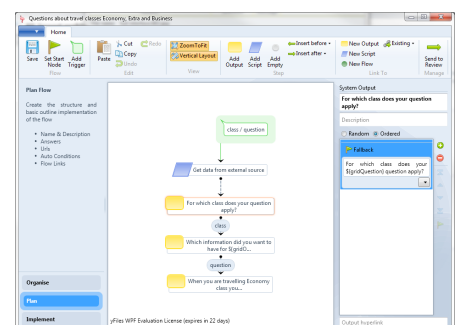 Questions about travel classes Economy, Extra and Business
Home
Save
Set Start Node
Add Trigger
Flow
Paste
Cut
Redo
Copy
Undo
Edit
ZoomToFit
Vertical Layout
View
Add Output
Add Script
Add Empty
Insert before
Insert after
Step
New Output
Existing
New Script
New Flow
Link To
Send to Review
Manage
Plan Flow
Create the structure and
basic outline implementation
of the flow
• Name & Description
• Answers
• Urls
• Auto Conditions
• Flow Links
Organise
Plan
Implement
class / question
Get data from external source
For which class does your question
apply?
class
Which information did you want to
have for ${gridO...
question
When you are travelling Economy
class you...
yFiles WPF Evaluation License (expires in 22 days)
System Output
For which class does your question
apply?
Description
Random
Ordered
Fallback
For which class does your
${gridQuestion} question apply?
Output hyperlink